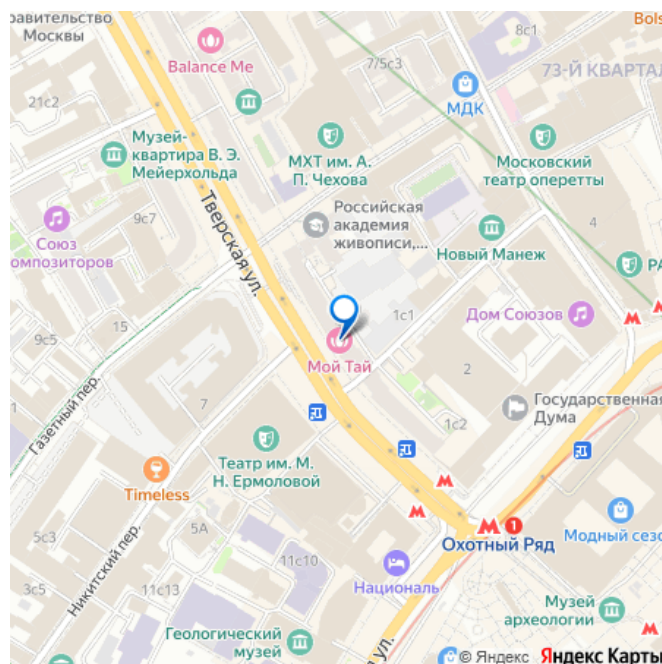 равительство
Москвы
Bols
Balance Me
8с1
7/5с3
73-Й КВАРТАЛ
21с2
МДК
Музей-
квартира В. Э.
Мейерхольда
МХТ им. А.
П. Чехова
Московский
театр оперетты
Российская
академия
живописи,...
9с7
Союз
омпозиторов
Тверская ул.
4
Новый Манеж
РА
Дом Союзов
1с1
15
9с5
Мой Тай
2
Газетный пер.
7
Государственная
Дума
1с2
Театр им. М.
Н. Ермоловой
Timeless
5А
5с3
Охотный Ряд
1
Модный сезо
Никитский пер.
11с10
3с5
11с13
Националь
Музей
археологии
Геологический
музей
ул.
© Яндекс Яндекс Карты